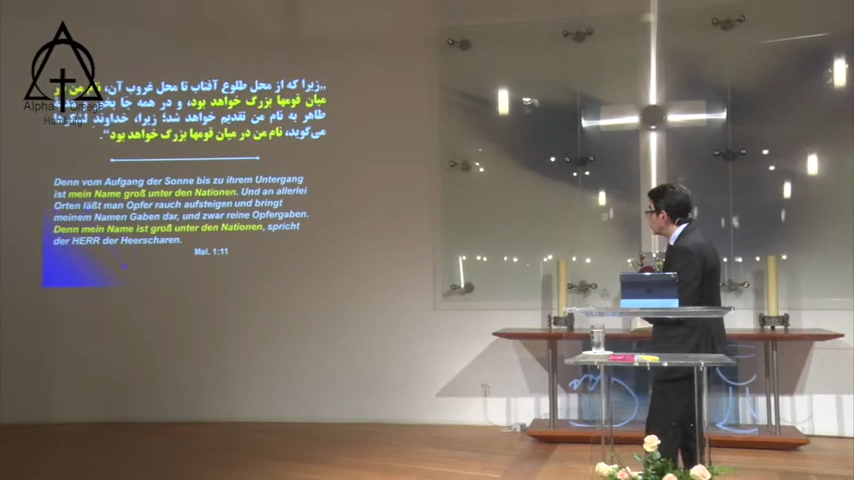 „زیرا که از محل طلوع آفتاب تا محل غروب آن،
میان قومها بزرگ خواهد بود، و در همه جا
طاهر به نام من تقدیم خواهد شد؛ زیرا، خداوند لشکرها
می‌گوید، نام من در میان قومها بزرگ خواهد بود“.
Denn vom Aufgang der Sonne bis zu ihrem Untergang
ist mein Name groß unter den Nationen. Und an allerlei
Orten läßt man Opfer rauch aufsteigen und bringt
meinem Namen Gaben dar, und zwar reine Opfergaben.
Denn mein Name ist groß unter den Nationen, spricht
der HERR der Heerscharen.
Mal. 1:11